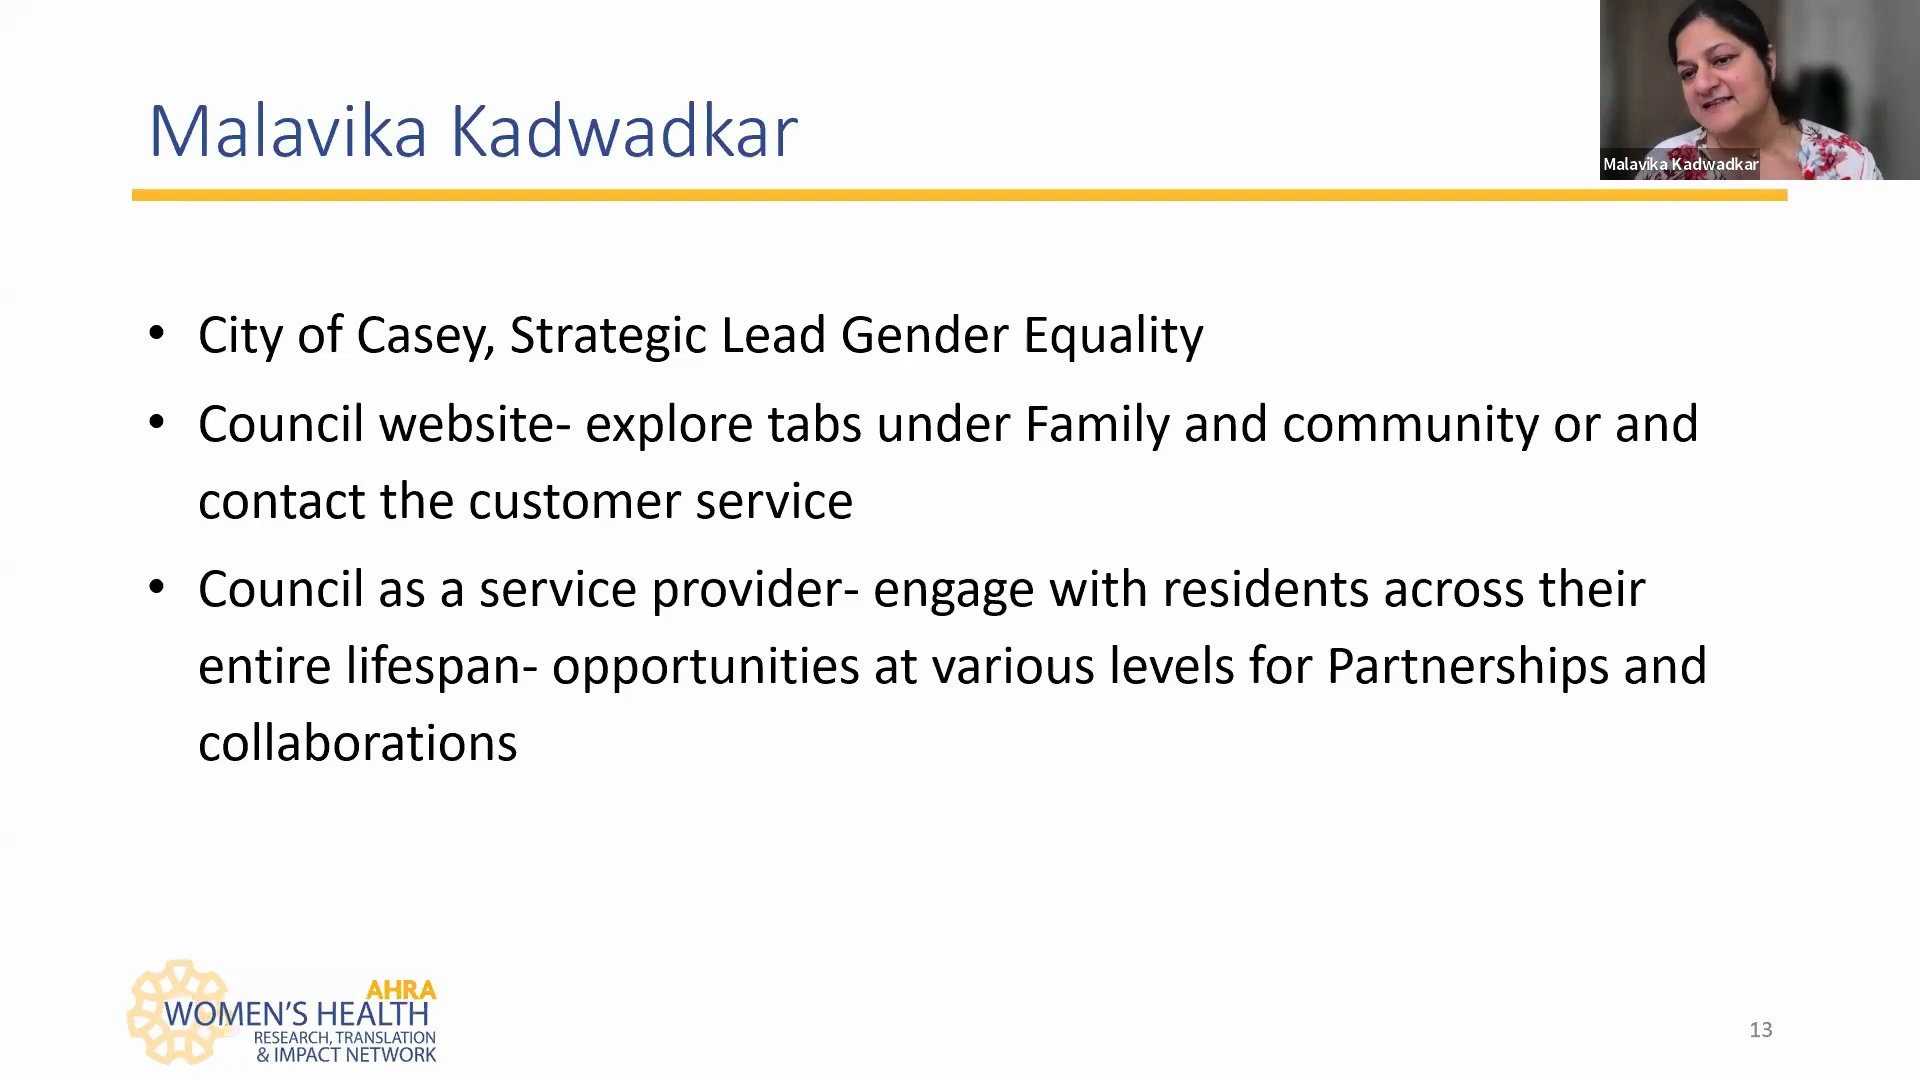 Malavika Kadwadkar
Malavika Kadwadkar
• City of Casey, Strategic Lead Gender Equality
• Council website- explore tabs under Family and community or and
contact the customer service
• Council as a service provider- engage with residents across their
entire lifespan- opportunities at various levels for Partnerships and
collaborations
AHRA
WOMEN'S HEALTH
RESEARCH, TRANSLATION
& IMPACT NETWORK
13